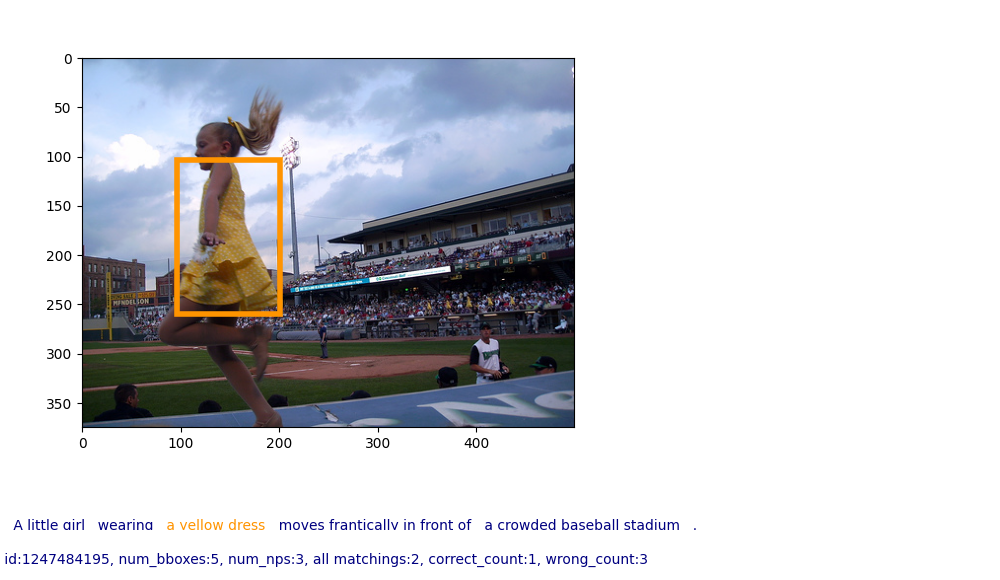 0
50
100
150
200
250
300
350
0 100 200 300 400
MENDELSON
No
A little girl wearing a yellow dress moves frantically in front of a crowded baseball stadium .
id:1247484195, num_bboxes:5, num_nps:3, all matchings:2, correct_count:1, wrong_count:3